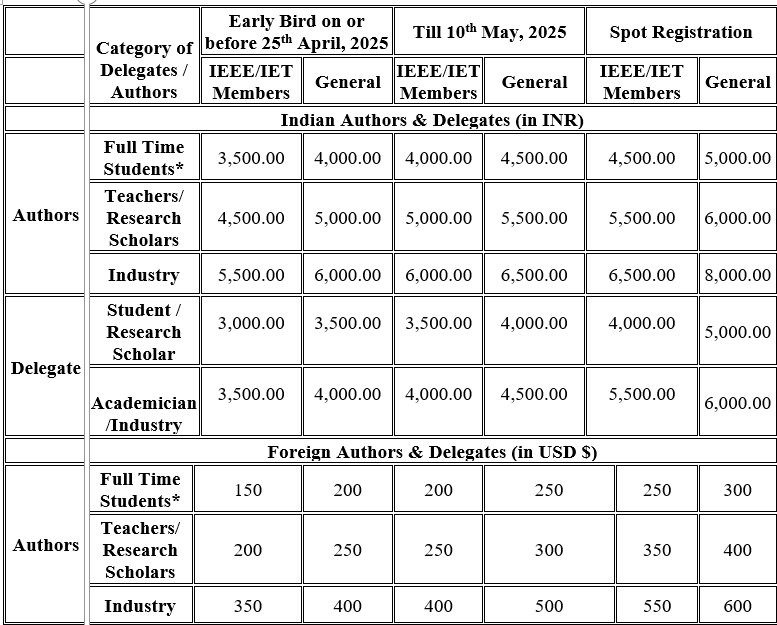 Category of Delegates / Authors | Early Bird on or before 25th April, 2025 | Till 10th May, 2025 | Spot Registration
IEEE/IET Members | General | IEEE/IET Members | General | IEEE/IET Members | General
Indian Authors & Delegates (in INR)
Authors | Full Time Students* | 3,500.00 | 4,000.00 | 4,000.00 | 4,500.00 | 4,500.00 | 5,000.00
Teachers/ Research Scholars | 4,500.00 | 5,000.00 | 5,000.00 | 5,500.00 | 5,500.00 | 6,000.00
Industry | 5,500.00 | 6,000.00 | 6,000.00 | 6,500.00 | 6,500.00 | 8,000.00
Delegate | Student / Research Scholar | 3,000.00 | 3,500.00 | 3,500.00 | 4,000.00 | 4,000.00 | 5,000.00
Academician /Industry | 3,500.00 | 4,000.00 | 4,000.00 | 4,500.00 | 5,500.00 | 6,000.00
Foreign Authors & Delegates (in USD $)
Authors | Full Time Students* | 150 | 200 | 200 | 250 | 250 | 300
Teachers/ Research Scholars | 200 | 250 | 250 | 300 | 350 | 400
Industry | 350 | 400 | 400 | 500 | 550 | 600